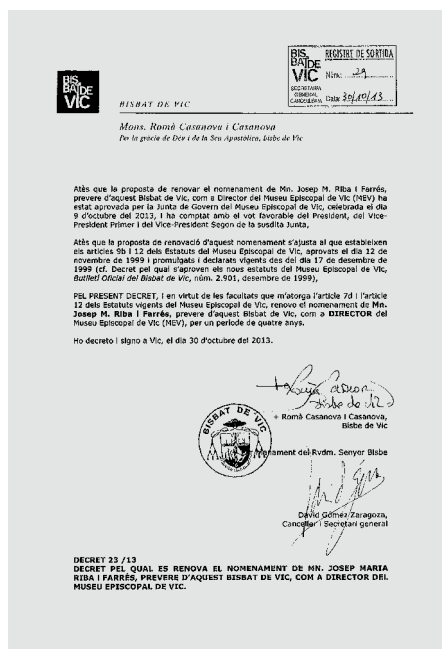 BIS
BAT DE
VIC
BIS
BATDE
VIC
SECRETARIA
GENERAL
CANCELLERIA
REGISTRE DE SORTIDA
Núm: 29
Data: 30/10/13
BISBAT DE VIC
Mons. Romà Casanova i Casanova
Per la gràcie de Déu i de la Seu Apostòlica, Bisbe de Vic
Atès que la proposta de renovar el nomenament de Mn. Josep M. Riba i Farrés,
prevere d'aquest Bisbat de Vic, com a Director del Museu Episcopal de Vic (MEV) ha
estat aprovada per la Junta de Govern del Museu Episcopal de Vic, celebrada el dia
9 d'octubre del 2013, i ha comptat amb el vot favorable del President, del Vice-
President Primer i del Vice-President Segon de la susdita Junta,
Atès que la proposta de renovació d'aquest nomenament s'ajusta al que estableixen
els articles 9b i 12 dels Estatuts del Museu Episcopal de Vic, aprovats el dia 12 de
novembre de 1999 i promulgats i declarats vigents des del dia 17 de desembre
de 1999 (cf. Decret pel qual s'aproven els nous estatuts del Museu Episcopal de Vic,
Butlletí Oficial del Bisbat de Vic, núm. 2.901, desembre de 1999),
PEL PRESENT DECRET, i en virtut de les facultats que m'atorga l'article 7d i l'article
12 dels Estatuts vigents del Museu Episcopal de Vic, renovo el nomenament de Mn.
Josep M. Riba i Farrés, prevere d'aquest Bisbat de Vic, com a DIRECTOR del
Museu Episcopal de Vic (MEV), per un període de quatre anys.
Ho decreto i signo a Vic, el dia 30 d'octubre del 2013.
+ Romà Casanova
Bisbe de Vic
+ Romà Casanova i Casanova,
Bisbe de Vic
BISBAT DE VIC
Manament del Rvdm. Senyor Bisbe
David Gómez Zaragoza,
Canceller i Secretari general
DECRET 23 /13
DECRET PEL QUAL ES RENOVA EL NOMENAMENT DE MN. JOSEP MARIA
RIBA I FARRÉS, PREVERE D'AQUEST BISBAT DE VIC, COM A DIRECTOR DEL
MUSEU EPISCOPAL DE VIC.